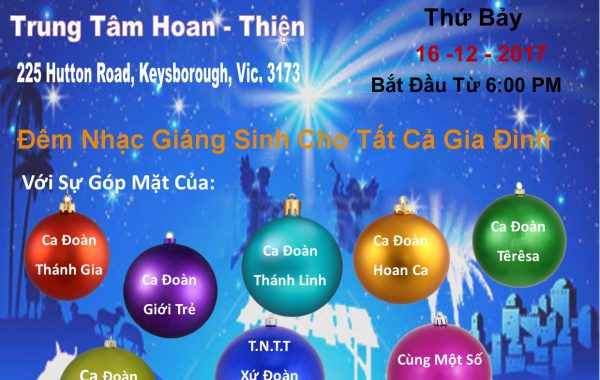 Trung Tâm Hoan - Thiện
225 Hutton Road, Keysborough, Vic. 3173
Thứ Bảy
16 -12 - 2017
Bắt Đầu Từ 6:00 PM
Đêm Nhạc Giáng Sinh Cho Tất Cả Gia Đình
Với Sự Góp Mặt Của:
Ca Đoàn
Thánh Gia
Ca Đoàn
Giới Trẻ
Ca Đoàn
Thánh Linh
Ca Đoàn
Hoan Ca
Ca Đoàn
Têrêsa
Ca Đoàn
T.N.T.T
Xứ Đoàn
Cùng Một Số